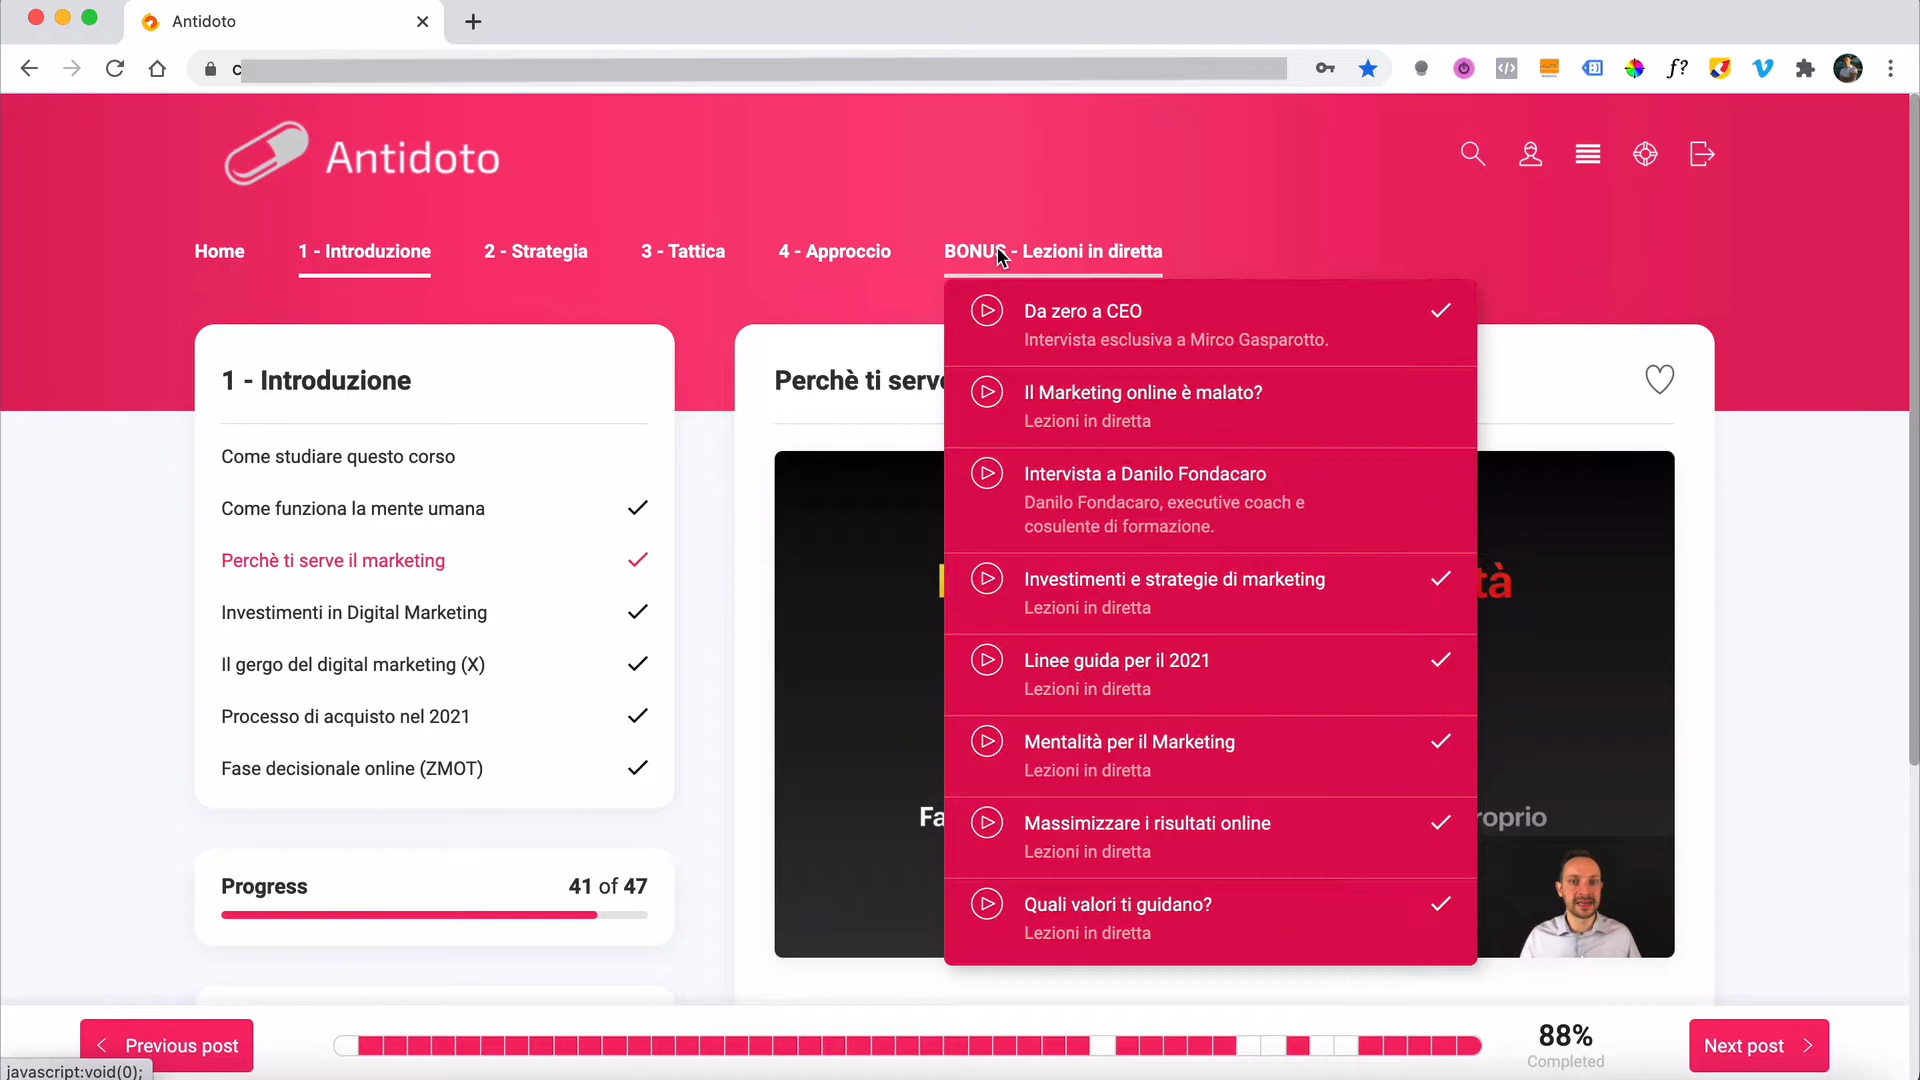 Antidoto
c
f?
Antidoto
Home
1 - Introduzione
2 - Strategia
3 - Tattica
4 - Approccio
BONUS - Lezioni in diretta
1 - Introduzione
Come studiare questo corso
Come funziona la mente umana
Perchè ti serve il marketing
Investimenti in Digital Marketing
Il gergo del digital marketing (X)
Processo di acquisto nel 2021
Fase decisionale online (ZMOT)
Progress
41 of 47
Perchè ti serve
tà
Fa
roprio
Da zero a CEO
Intervista esclusiva a Mirco Gasparotto.
Il Marketing online è malato?
Lezioni in diretta
Intervista a Danilo Fondacaro
Danilo Fondacaro, executive coach e
cosulente di formazione.
Investimenti e strategie di marketing
Lezioni in diretta
Linee guida per il 2021
Lezioni in diretta
Mentalità per il Marketing
Lezioni in diretta
Massimizzare i risultati online
Lezioni in diretta
Quali valori ti guidano?
Lezioni in diretta
Previous post
88%
Completed
Next post
javascript:void(0);